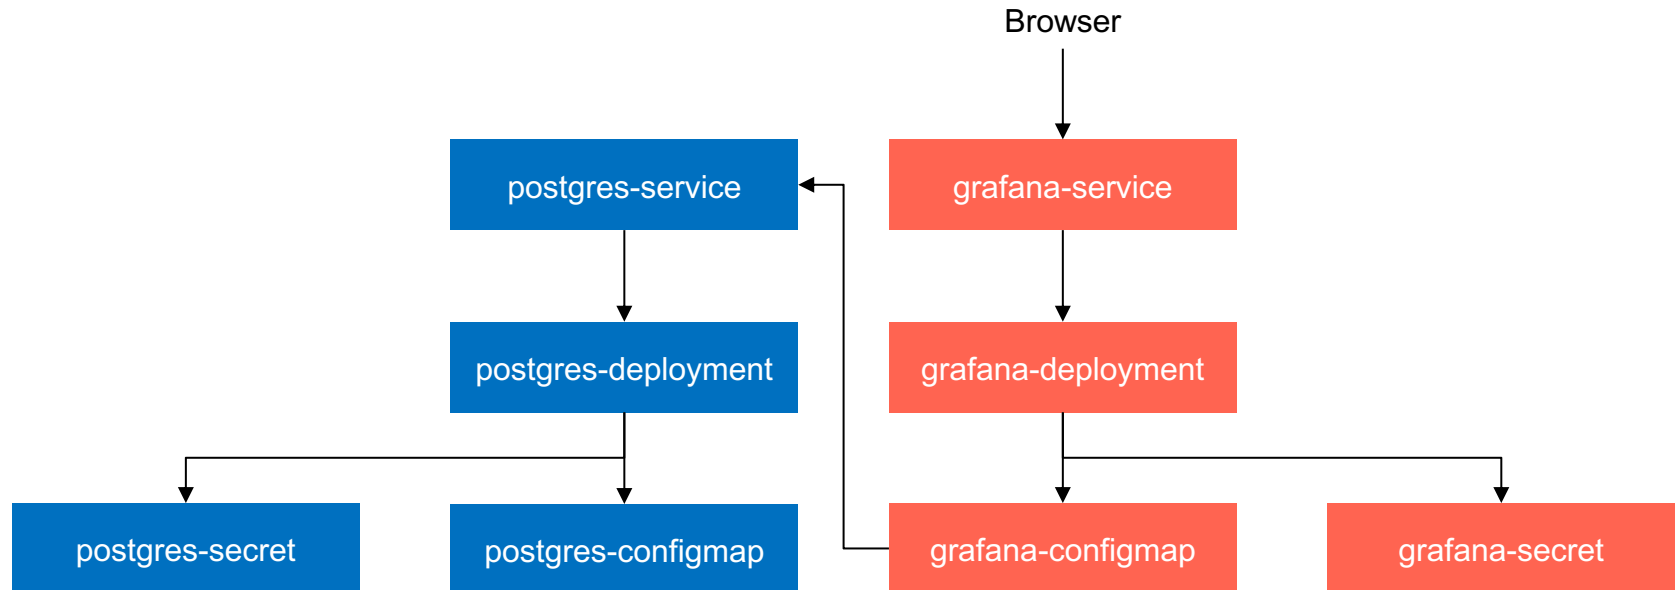 Browser
postgres-service
grafana-service
postgres-deployment
grafana-deployment
postgres-secret
postgres-configmap
grafana-configmap
grafana-secret